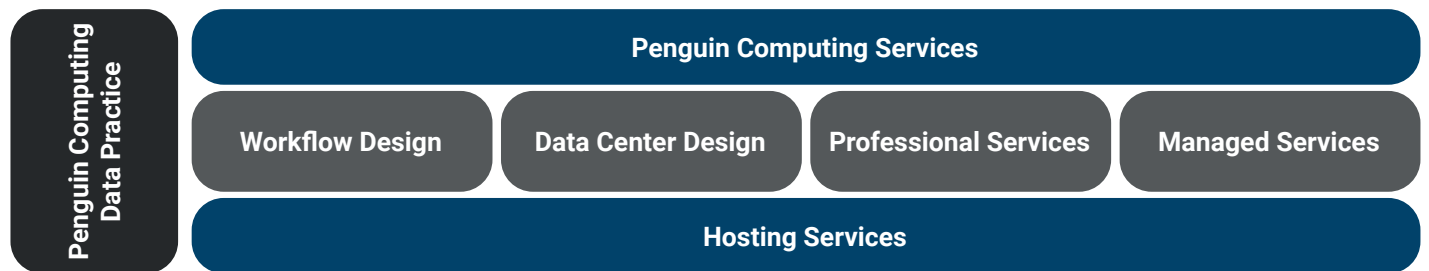 Penguin Computing
Data Practice
Penguin Computing Services
Workflow Design
Data Center Design
Professional Services
Managed Services
Hosting Services